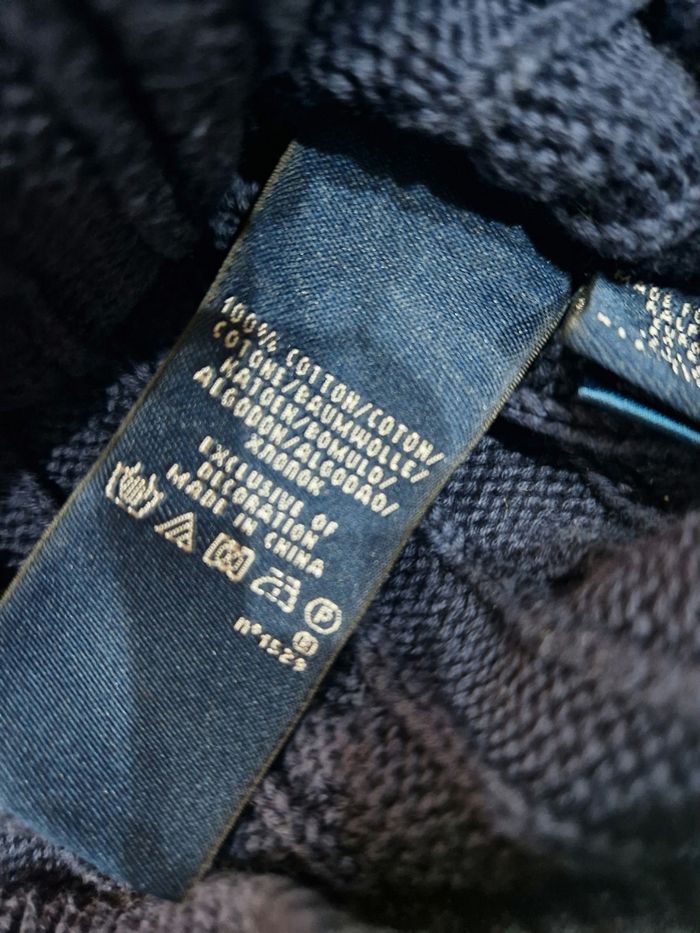 100% COTTON/COTON/
COTONE/BAUMWOLLE/
KATOEN/BOMULD/
ALGODON/ALGODAO/
ХЛОПОК
EXCLUSIVE OF
DECORATION
MADE IN CHINA
P
n°1529